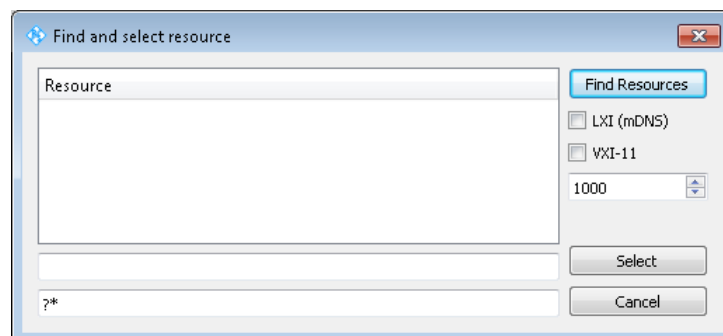 Find and select resource
Resource
Find Resources
LXI (mDNS)
VXI-11
1000
Select
?*
Cancel